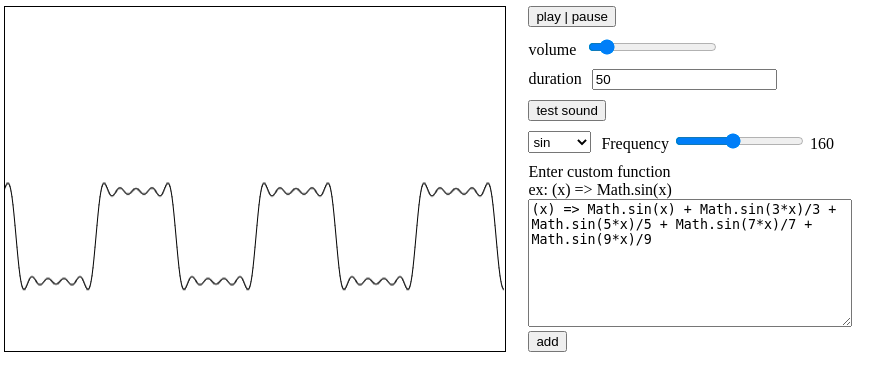 play | pause
volume
duration 50
test sound
sin Frequency 160
Enter custom function
ex: (x) => Math.sin(x)
(x) => Math.sin(x) + Math.sin(3*x)/3 +
Math.sin(5*x)/5 + Math.sin(7*x)/7 +
Math.sin(9*x)/9
add